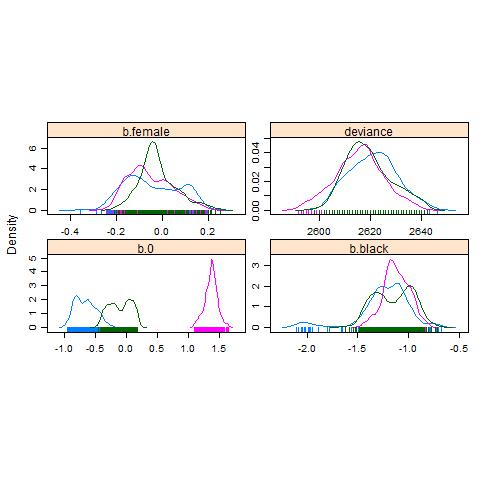 b.female
deviance
0 2 4 6
0.00 0.02 0.04
-0.4 -0.2 0.0 0.2
2600 2620 2640
Density
b.0
b.black
0 1 2 3 4 5
0 1 2 3
-1.0 -0.5 0.0 0.5 1.0 1.5
-2.0 -1.5 -1.0 -0.5